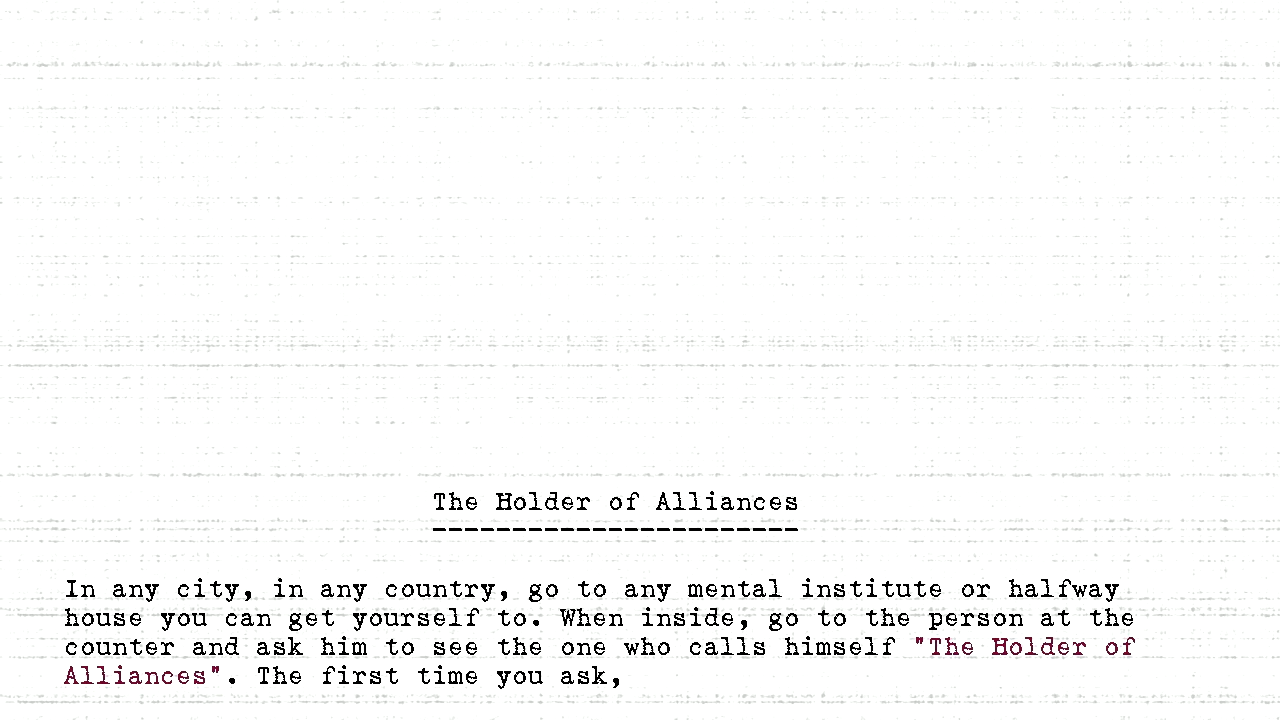 The Holder of Alliances
-----------------------
In any city, in any country, go to any mental institute or halfway
house you can get yourself to. When inside, go to the person at the
counter and ask him to see the one who calls himself "The Holder of
Alliances". The first time you ask,